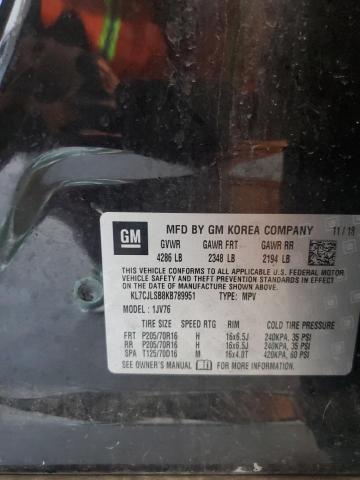 GM MFD BY GM KOREA COMPANY 11/18
GVWR GAWR FRT GAWR RR
4286 LB 2348 LB 2194 LB
THIS VEHICLE CONFORMS TO ALL APPLICABLE U.S. FEDERAL MOTOR
VEHICLE SAFETY, BUMPER, AND THEFT PREVENTION STANDARDS
IN EFFECT ON THE DATE OF MANUFACTURE SHOWN ABOVE.
KL7CJLSB8KB789951 TYPE: MPV
MODEL: 1JV76
TIRE SIZE SPEED RTG RIM COLD TIRE PRESSURE
FRT P205/70R16 H 16x6.5J 240KPA, 35 PSI
RR P205/70R16 H 16x6.5J 240KPA, 35 PSI
SPA T125/70D16 M 16x4.0T 420KPA, 60 PSI
SEE OWNER'S MANUAL FOR ADDITIONAL INFORMATION.